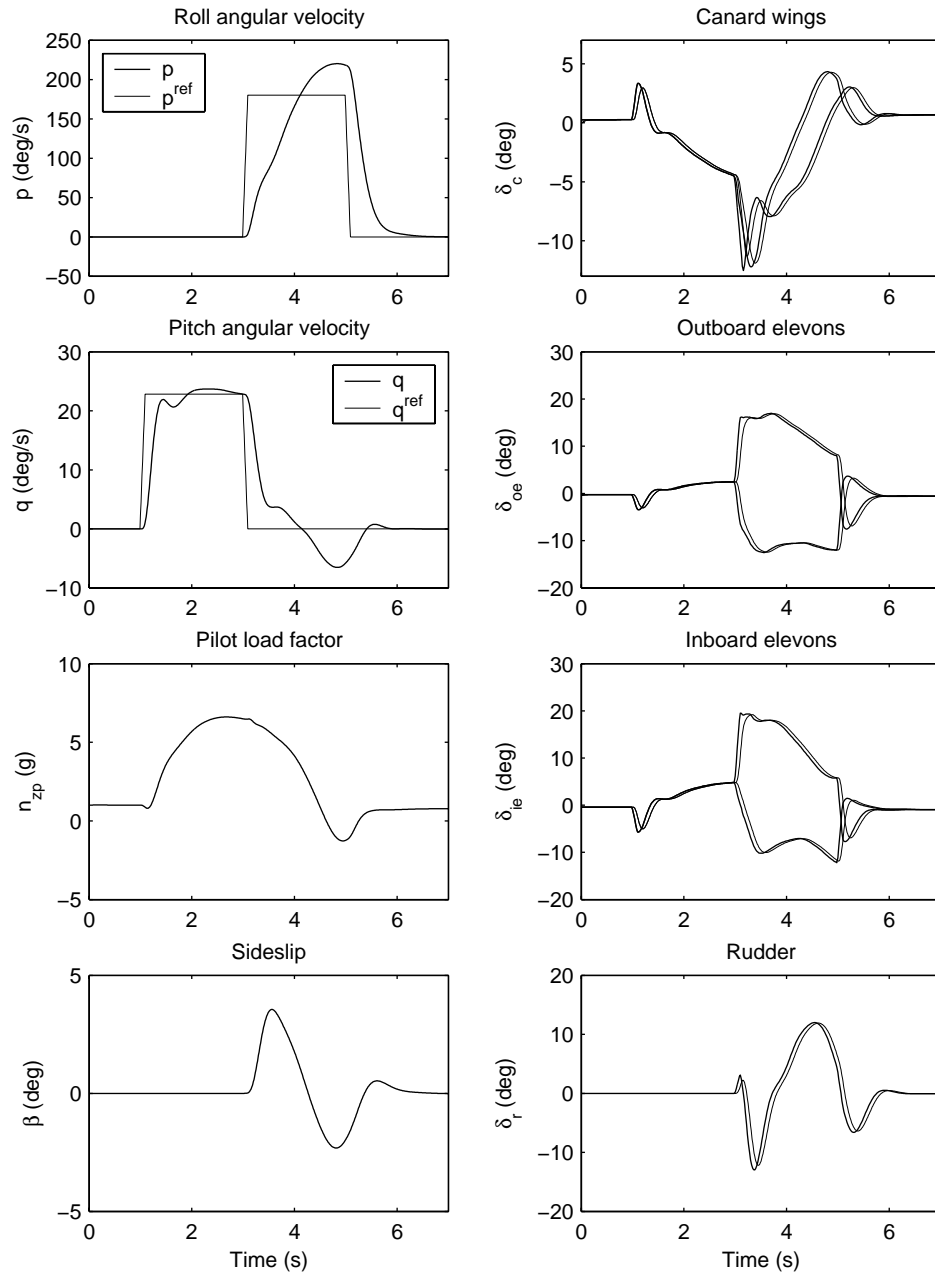 Roll angular velocity
250
200
150
100
50
0
−50
p (deg/s)
p
p^ref
0 2 4 6
Canard wings
5
0
−5
−10
δ_c (deg)
0 2 4 6
Pitch angular velocity
30
20
10
0
−10
q (deg/s)
q
q^ref
0 2 4 6
Outboard elevons
30
20
10
0
−10
−20
δ_oe (deg)
0 2 4 6
Pilot load factor
10
5
0
−5
n_zp (g)
0 2 4 6
Inboard elevons
30
20
10
0
−10
−20
δ_ie (deg)
0 2 4 6
Sideslip
5
0
−5
β (deg)
0 2 4 6
Time (s)
Rudder
20
10
0
−10
−20
δ_r (deg)
0 2 4 6
Time (s)